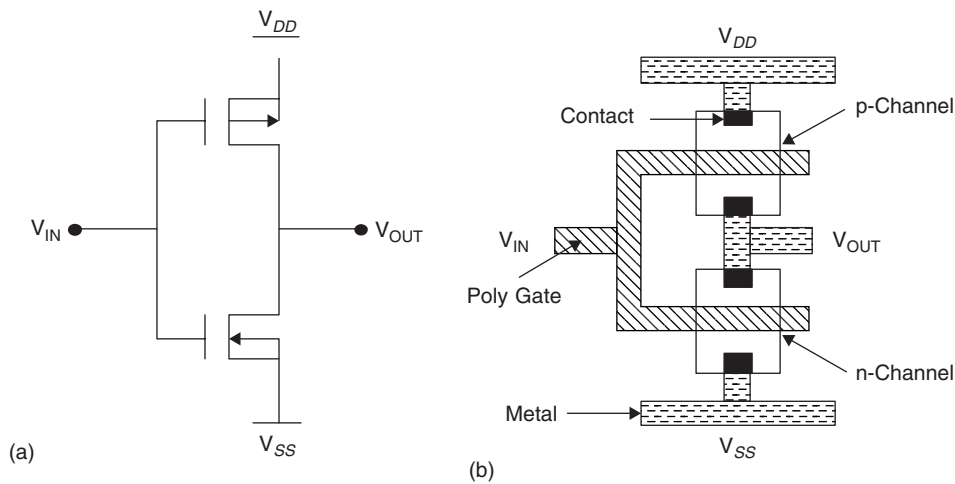 V_DD
V_IN
V_OUT
V_SS
(a)
V_DD
Contact
p-Channel
V_IN
V_OUT
Poly Gate
n-Channel
Metal
V_SS
(b)